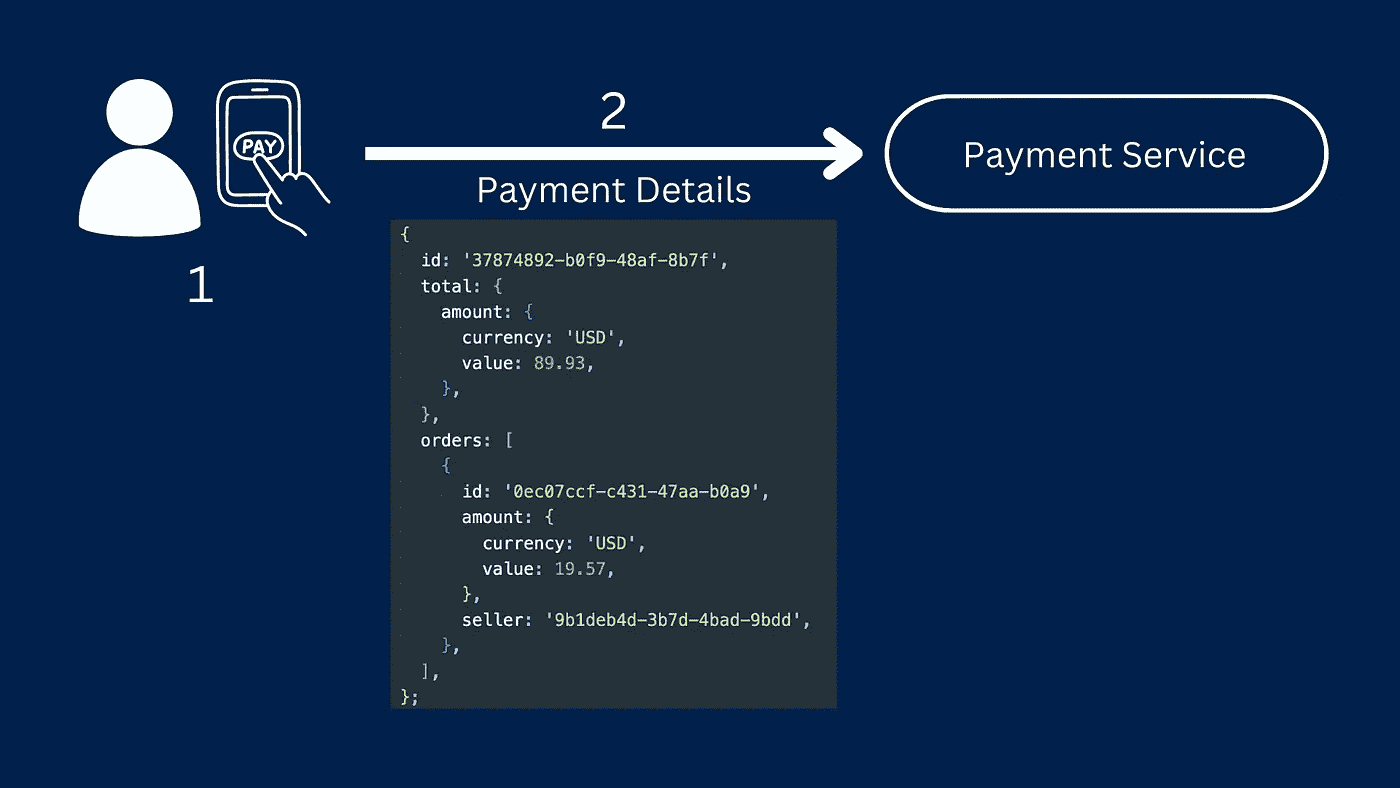 PAY
1
2
Payment Details
Payment Service
{
  id: '37874892-b0f9-48af-8b7f',
  total: {
    amount: {
      currency: 'USD',
      value: 89.93,
    },
  },
  orders: [
    {
      id: '0ec07ccf-c431-47aa-b0a9',
      amount: {
        currency: 'USD',
        value: 19.57,
      },
      seller: '9b1deb4d-3b7d-4bad-9bdd',
    },
  ],
};